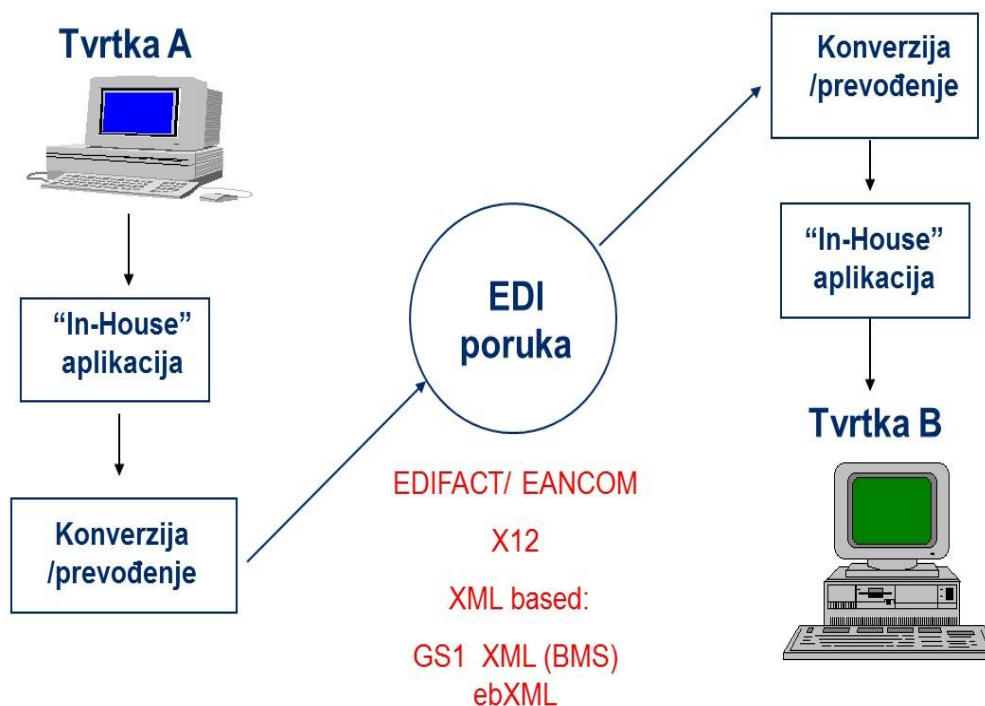 Tvrtka A
“In-House”
aplikacija
Konverzija
/prevođenje
EDI
poruka
EDIFACT/ EANCOM
X12
XML based:
GS1 XML (BMS)
ebXML
Konverzija
/prevođenje
“In-House”
aplikacija
Tvrtka B